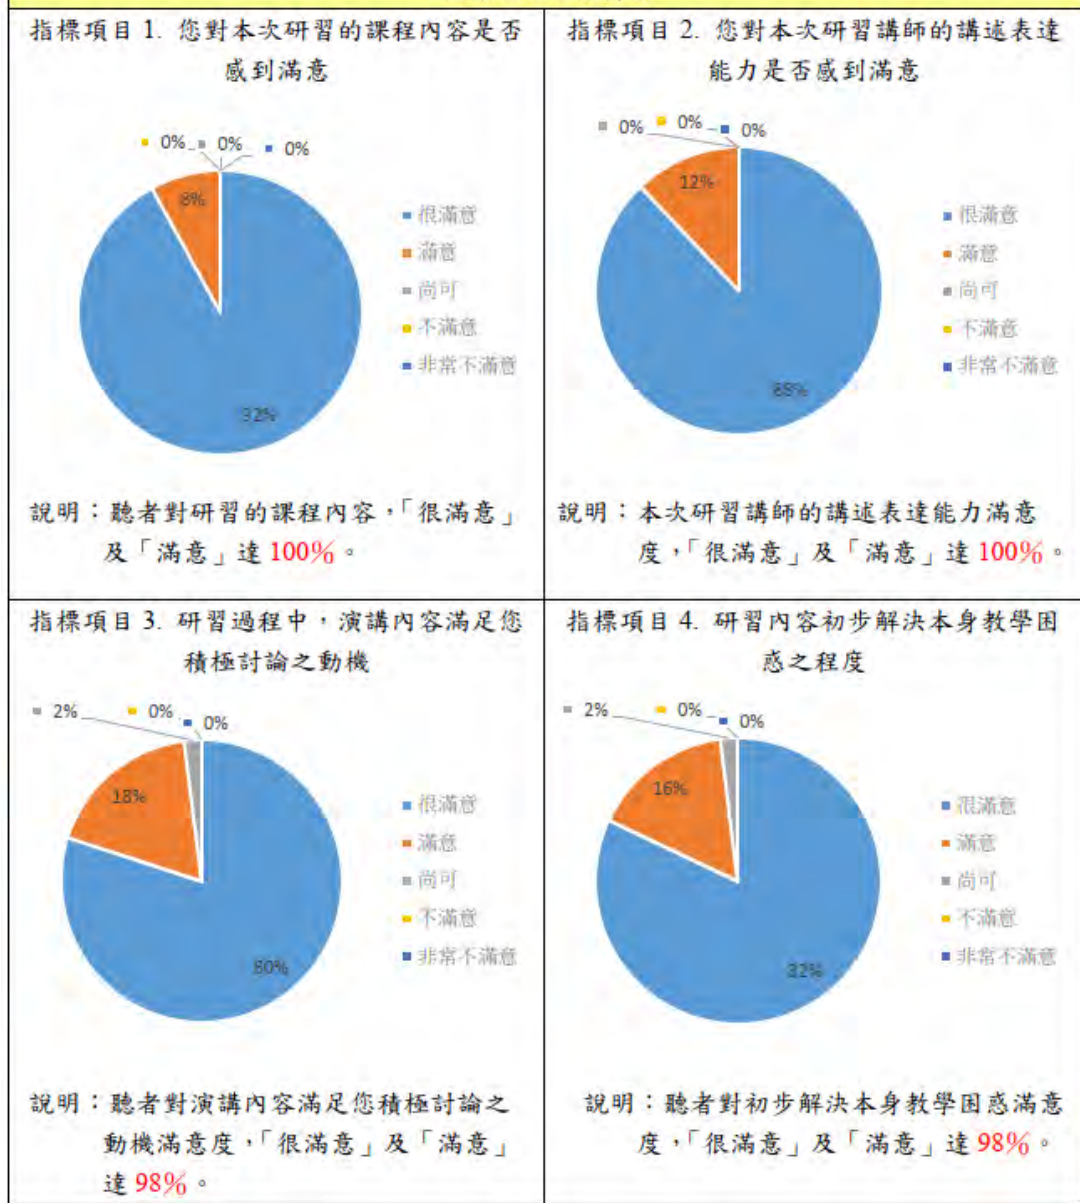 指標項目 1. 您對本次研習的課程內容是否
感到滿意
0%
0%
0%
8%
92%
很滿意
滿意
尚可
不滿意
非常不滿意
說明：聽者對研習的課程內容，「很滿意」
及「滿意」達 100%。
指標項目 2. 您對本次研習講師的講述表達
能力是否感到滿意
0%
0%
0%
12%
88%
很滿意
滿意
尚可
不滿意
非常不滿意
說明：本次研習講師的講述表達能力滿意
度，「很滿意」及「滿意」達 100%。
指標項目 3. 研習過程中，演講內容滿足您
積極討論之動機
2%
0%
0%
18%
80%
很滿意
滿意
尚可
不滿意
非常不滿意
說明：聽者對演講內容滿足您積極討論之
動機滿意度，「很滿意」及「滿意」
達 98%。
指標項目 4. 研習內容初步解決本身教學困
惑之程度
2%
0%
0%
16%
82%
很滿意
滿意
尚可
不滿意
非常不滿意
說明：聽者對初步解決本身教學困惑滿意
度，「很滿意」及「滿意」達 98%。